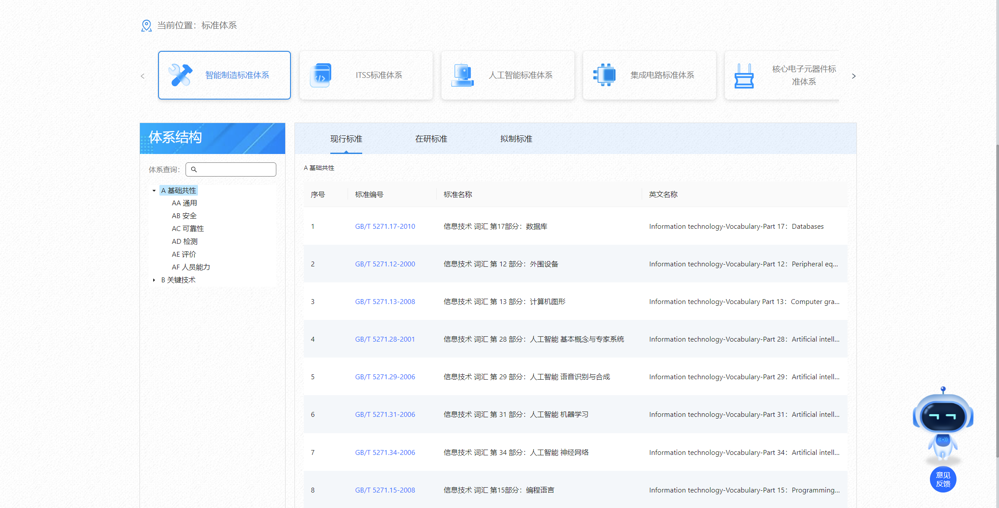 当前位置：标准体系
智能制造标准体系
ITSS标准体系
人工智能标准体系
集成电路标准体系
核心电子元器件标
准体系
体系结构
体系查询：
A 基础共性
AA 通用
AB 安全
AC 可靠性
AD 检测
AE 评价
AF 人员能力
B 关键技术
现行标准 在研标准 拟制标准
A 基础共性
序号 标准编号 标准名称 英文名称
1 GB/T 5271.17-2010 信息技术 词汇 第17部分：数据库 Information technology-Vocabulary-Part 17：Databases
2 GB/T 5271.12-2000 信息技术 词汇 第 12 部分：外围设备 Information technology-Vocabulary-Part 12：Peripheral eq...
3 GB/T 5271.13-2008 信息技术 词汇 第 13 部分：计算机图形 Information technology-Vocabulary Part 13：Computer gra...
4 GB/T 5271.28-2001 信息技术 词汇 第 28 部分：人工智能 基本概念与专家系统 Information technology-Vocabulary-Part 28：Artificial intell...
5 GB/T 5271.29-2006 信息技术 词汇 第 29 部分：人工智能 语音识别与合成 Information technology-Vocabulary-Part 29：Artificial intell...
6 GB/T 5271.31-2006 信息技术 词汇 第 31 部分：人工智能 机器学习 Information technology-Vocabulary-Part 31：Artificial intell...
7 GB/T 5271.34-2006 信息技术 词汇 第 34 部分：人工智能 神经网络 Information technology-Vocabulary-Part 34：Artificial intell...
8 GB/T 5271.15-2008 信息技术 词汇 第15部分：编程语言 Information technology-Vocabulary-Part 15：Programming...
意见
反馈